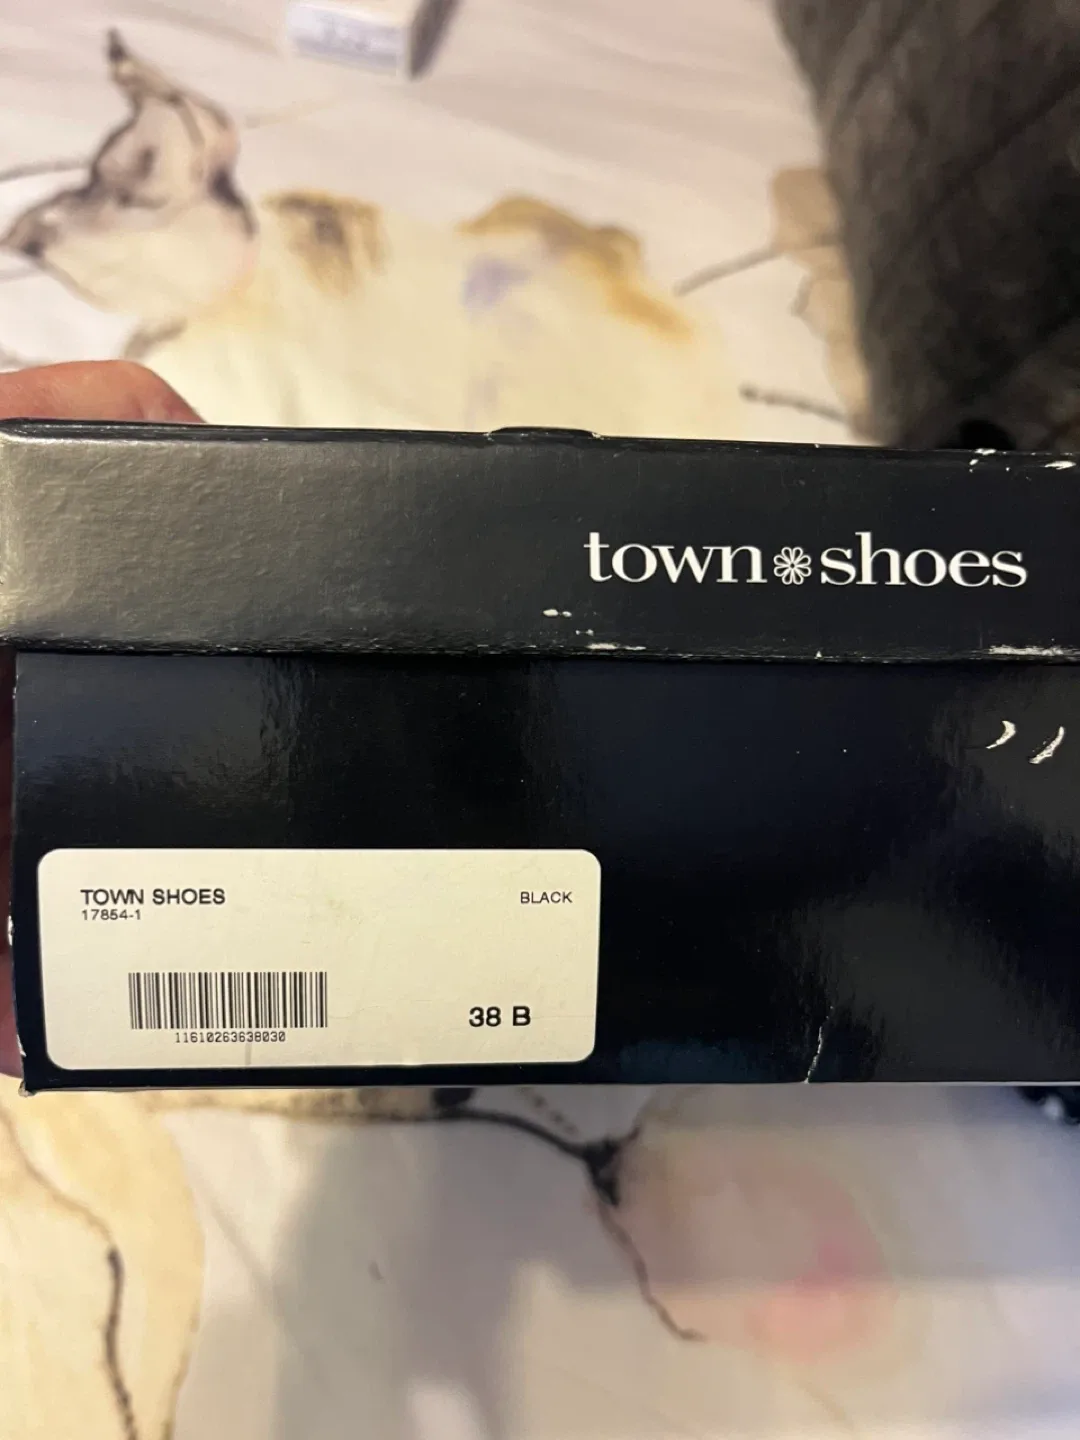 town shoes
TOWN SHOES
BLACK
17854-1
11610263638030
38 B